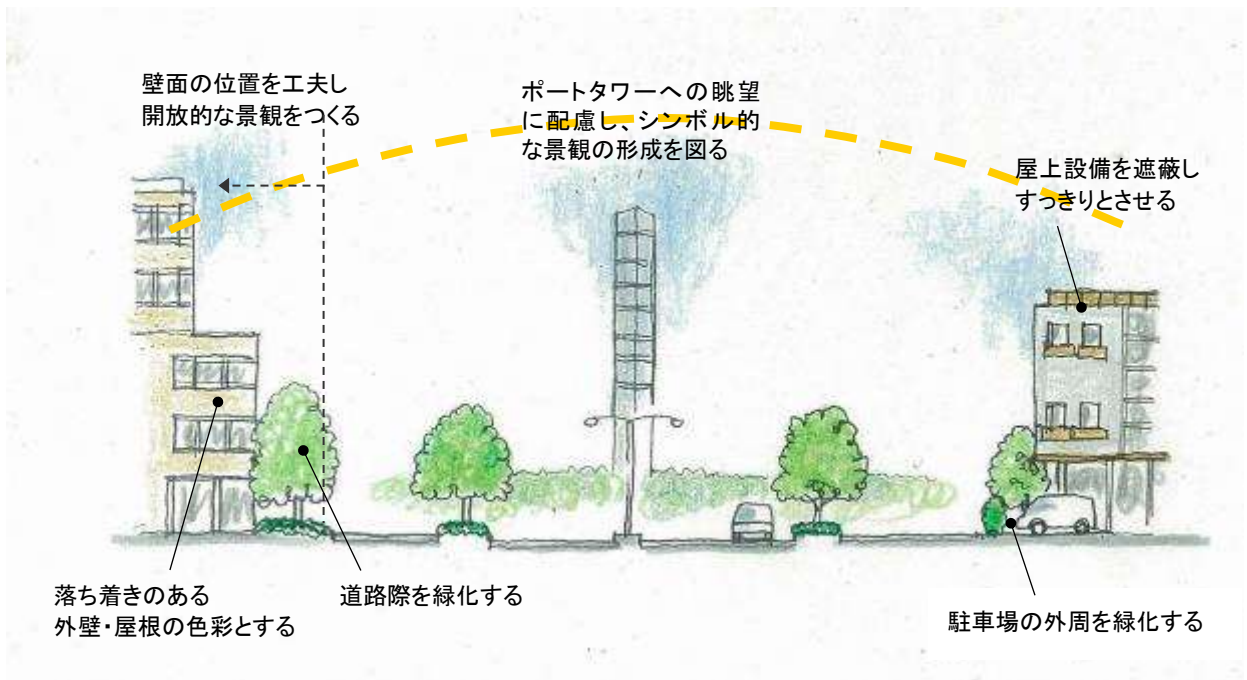 壁面の位置を工夫し
開放的な景観をつくる
ポートタワーへの眺望
に配慮し、シンボル的
な景観の形成を図る
屋上設備を遮蔽し
すっきりとさせる
落ち着きのある
外壁・屋根の色彩とする
道路際を緑化する
駐車場の外周を緑化する